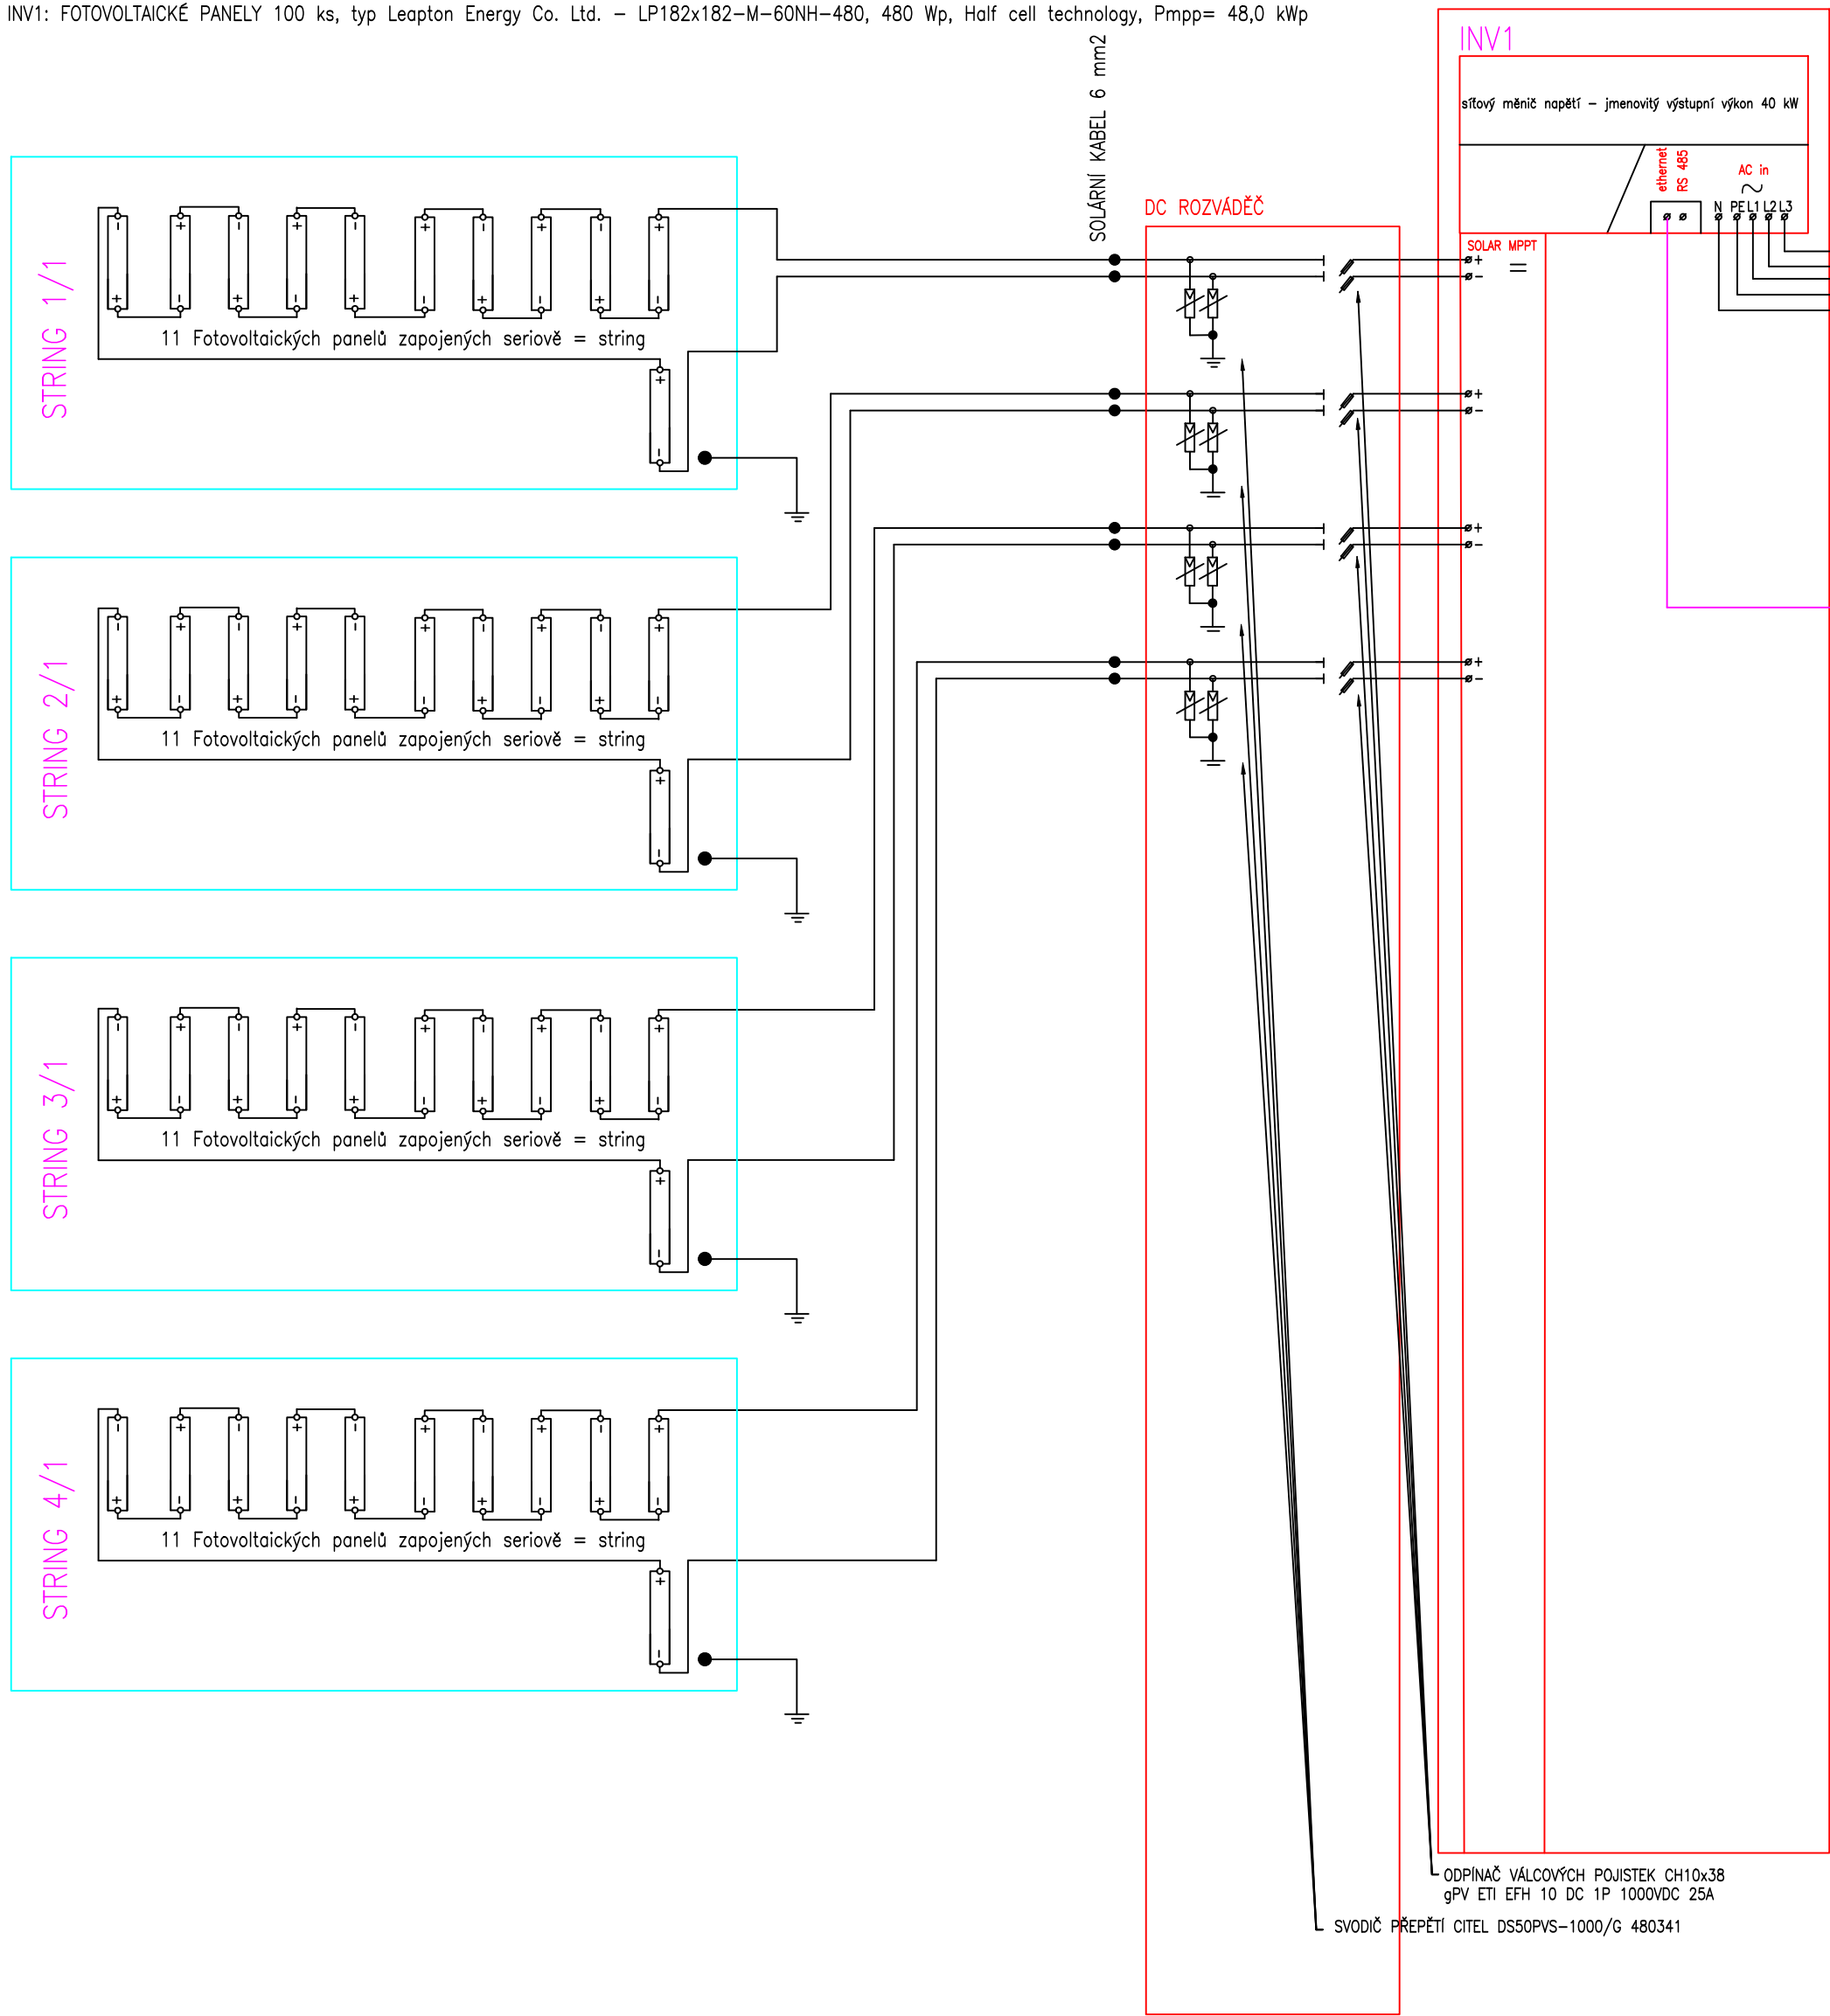 INV1: FOTOVOLTAICKÉ PANELY 100 ks, typ Leapton Energy Co. Ltd. – LP182x182–M–60NH–480, 480 Wp, Half cell technology, Pmpp= 48,0 kWp
SOLÁRNÍ KABEL 6 mm2
INV1
síťový měnič napětí – jmenovitý výstupní výkon 40 kW
ethernet
RS 485
AC in
N PE L1 L2 L3
DC ROZVÁDĚČ
SOLAR MPPT
STRING 1/1
11 Fotovoltaických panelů zapojených seriově = string
STRING 2/1
11 Fotovoltaických panelů zapojených seriově = string
STRING 3/1
11 Fotovoltaických panelů zapojených seriově = string
STRING 4/1
11 Fotovoltaických panelů zapojených seriově = string
ODPÍNAČ VÁLCOVÝCH POJISTEK CH10x38
gPV ETI EFH 10 DC 1P 1000VDC 25A
SVODIČ PŘEPĚTÍ CITEL DS50PVS–1000/G 480341